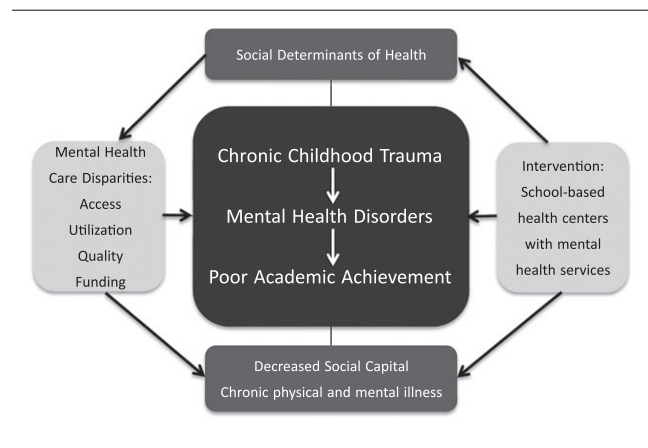 Social Determinants of Health
Mental Health
Care Disparities:
Access
Utilization
Quality
Funding
Chronic Childhood Trauma
Mental Health Disorders
Poor Academic Achievement
Intervention:
School-based
health centers
with mental
health services
Decreased Social Capital
Chronic physical and mental illness